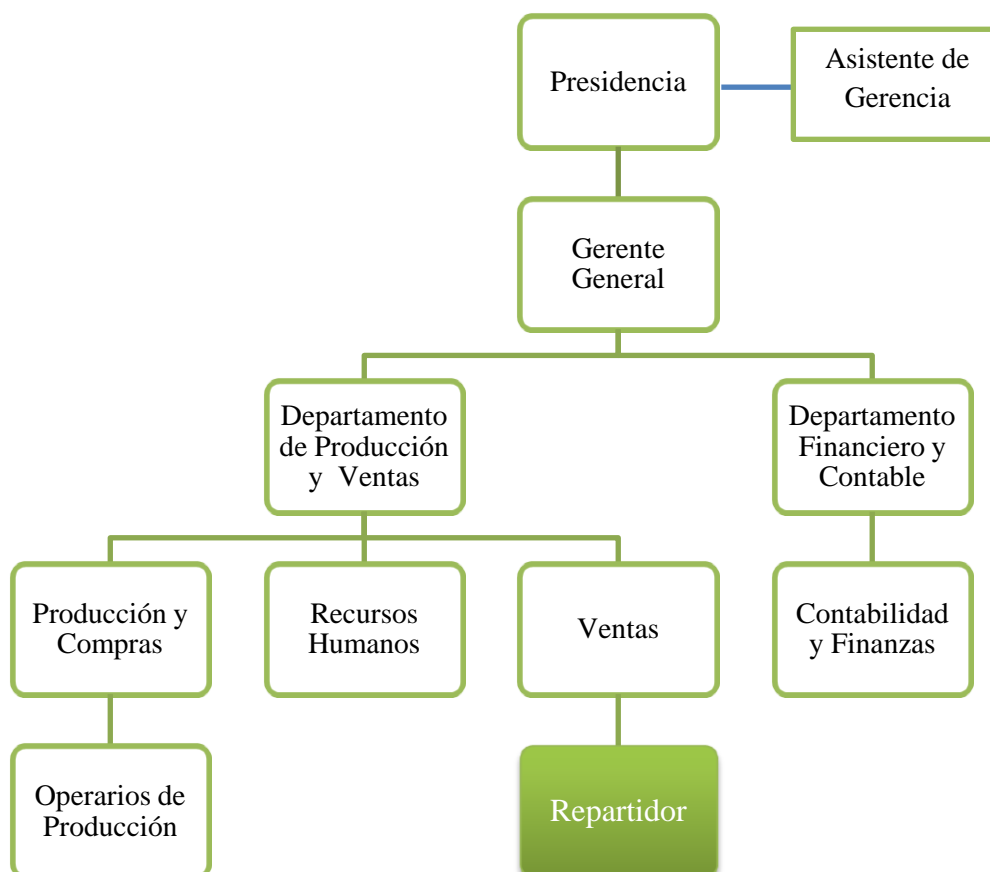 Presidencia
Asistente de
Gerencia
Gerente
General
Departamento
de Producción
y Ventas
Departamento
Financiero y
Contable
Producción y
Compras
Recursos
Humanos
Ventas
Contabilidad
y Finanzas
Operarios de
Producción
Repartidor